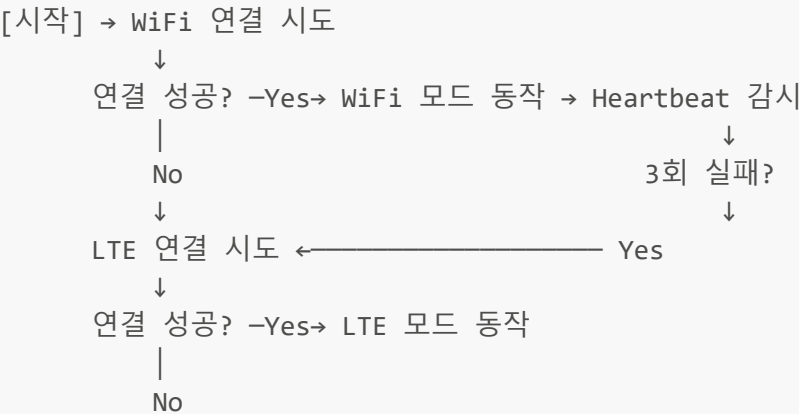 [시작] → WiFi 연결 시도
↓
연결 성공? —Yes→ WiFi 모드 동작 → Heartbeat 감시
│ ↓
No 3회 실패?
↓ ↓
LTE 연결 시도 ←─────────────────── Yes
↓
연결 성공? —Yes→ LTE 모드 동작
│
No